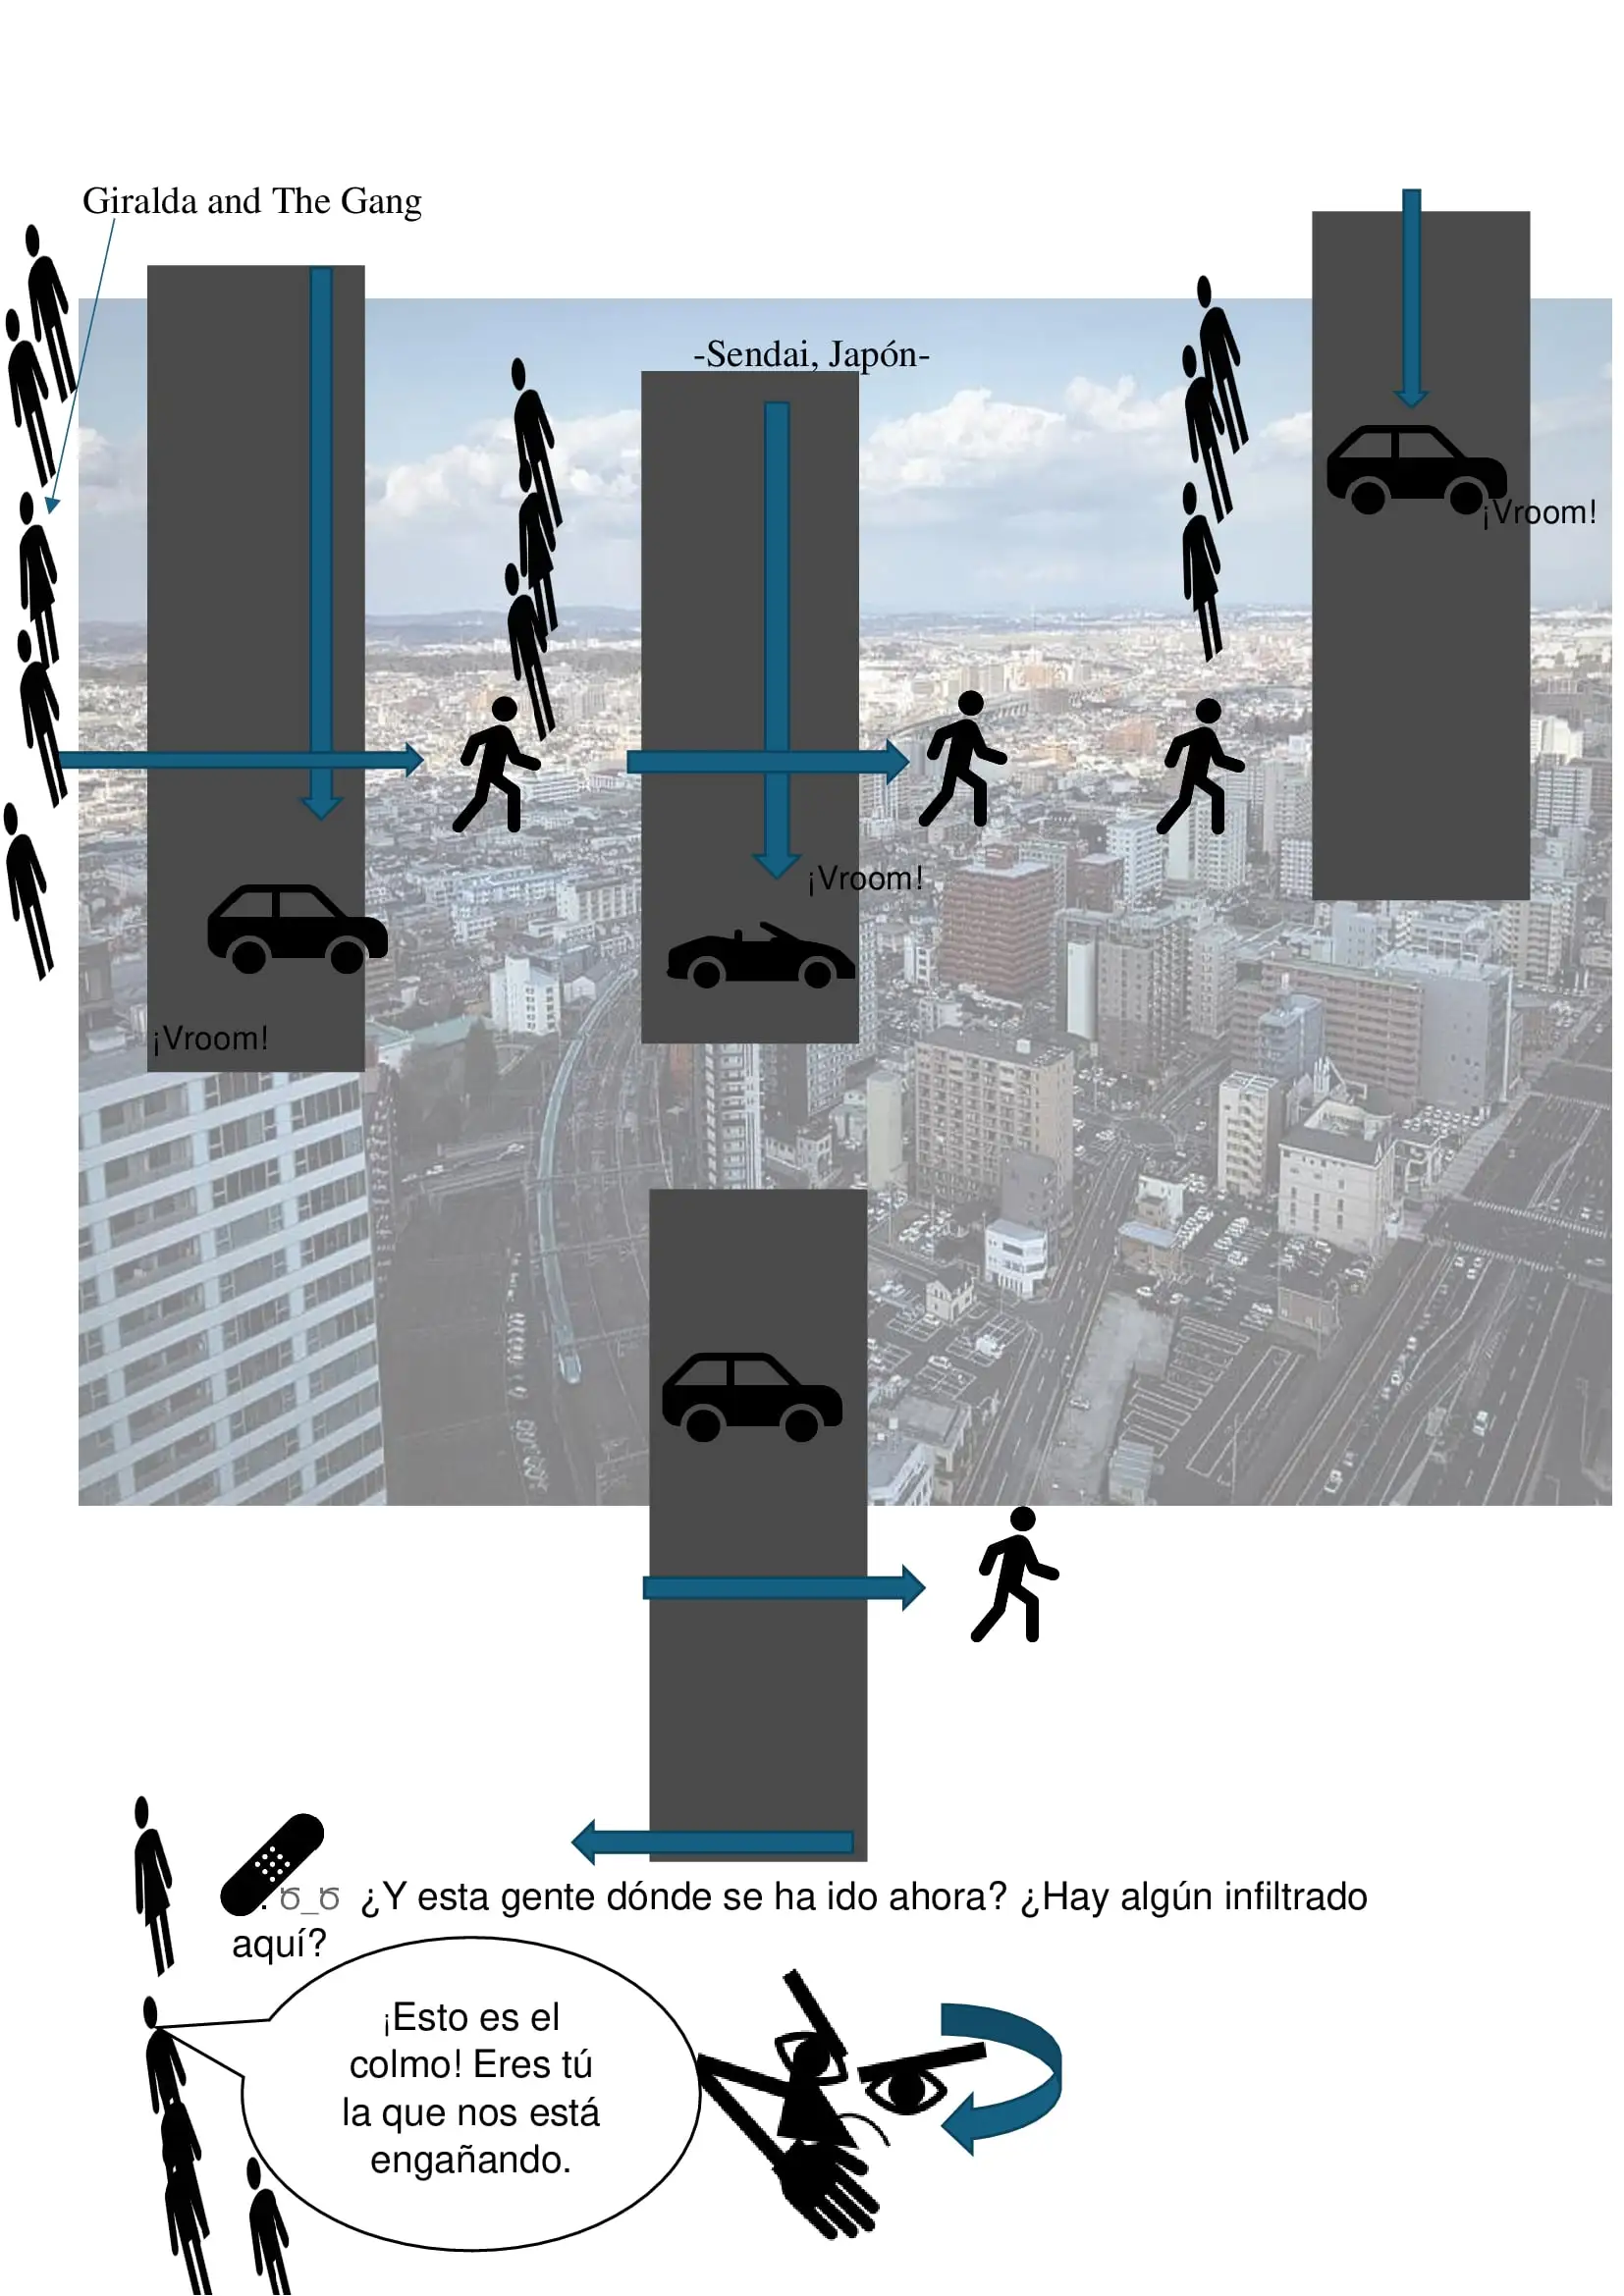 Giralda and The Gang
-Sendai, Japón-
¡Vroom!
¡Vroom!
¡Vroom!
: ठ_ठ ¿Y esta gente dónde se ha ido ahora? ¿Hay algún infiltrado
aquí?
¡Esto es el
colmo! Eres tú
la que nos está
engañando.